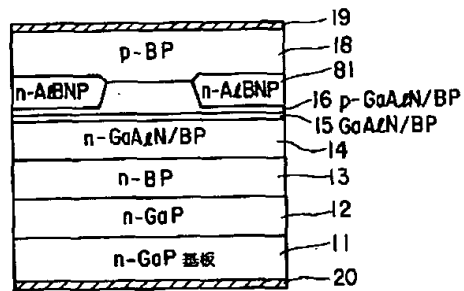 19
p-BP
18
81
n-AlBNP
n-AlBNP
16 p-GaAlN/BP
15 GaAlN/BP
n-GaAlN/BP
14
n-BP
13
n-GaP
12
n-GaP 基板
11
20